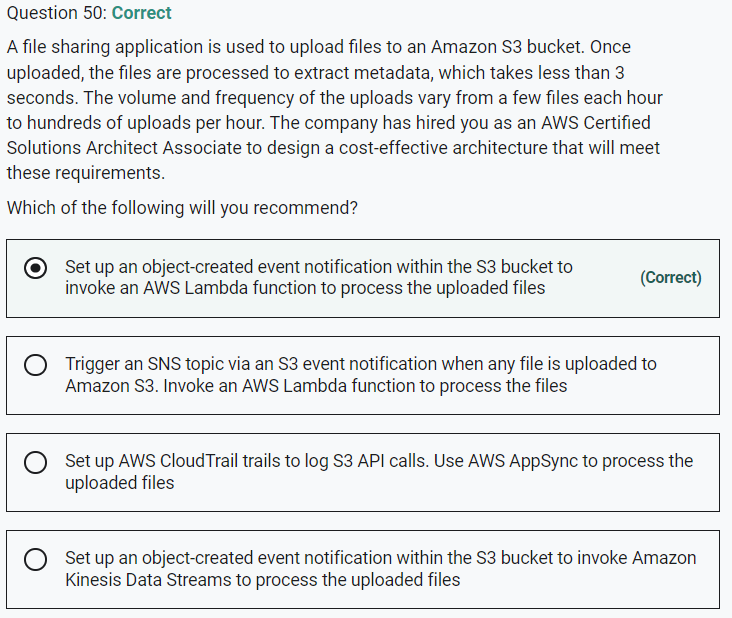 Question 50: Correct
A file sharing application is used to upload files to an Amazon S3 bucket. Once
uploaded, the files are processed to extract metadata, which takes less than 3
seconds. The volume and frequency of the uploads vary from a few files each hour
to hundreds of uploads per hour. The company has hired you as an AWS Certified
Solutions Architect Associate to design a cost-effective architecture that will meet
these requirements.
Which of the following will you recommend?
Set up an object-created event notification within the S3 bucket to
invoke an AWS Lambda function to process the uploaded files
(Correct)
Trigger an SNS topic via an S3 event notification when any file is uploaded to
Amazon S3. Invoke an AWS Lambda function to process the files
Set up AWS CloudTrail trails to log S3 API calls. Use AWS AppSync to process the
uploaded files
Set up an object-created event notification within the S3 bucket to invoke Amazon
Kinesis Data Streams to process the uploaded files